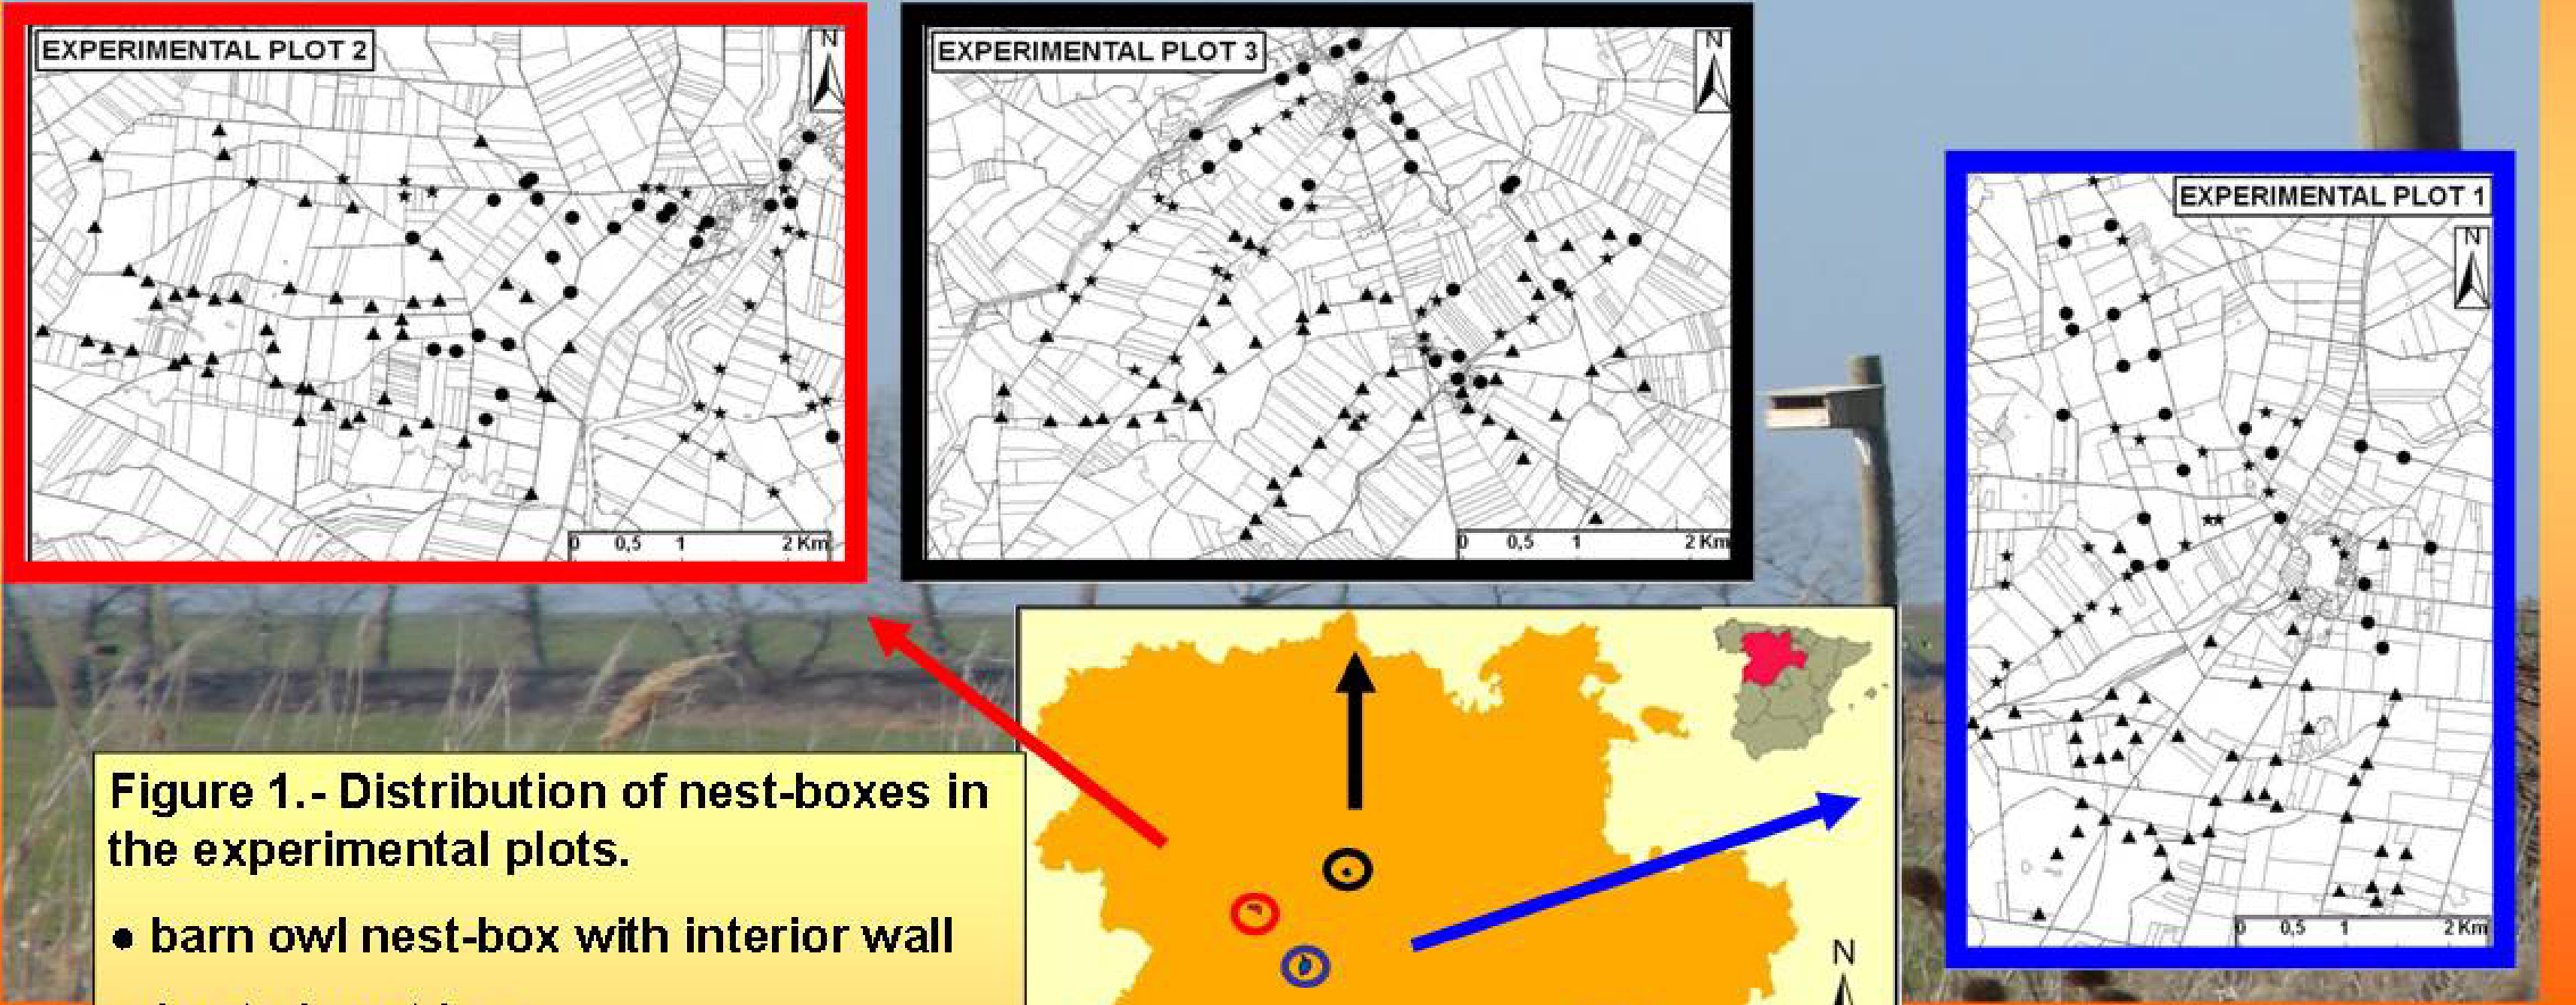 EXPERIMENTAL PLOT 2
N
0 0,5 1 2 Km
EXPERIMENTAL PLOT 3
N
0 0,5 1 2 Km
EXPERIMENTAL PLOT 1
N
0 0,5 1 2 Km
Figure 1.- Distribution of nest-boxes in
the experimental plots.
● barn owl nest-box with interior wall
N